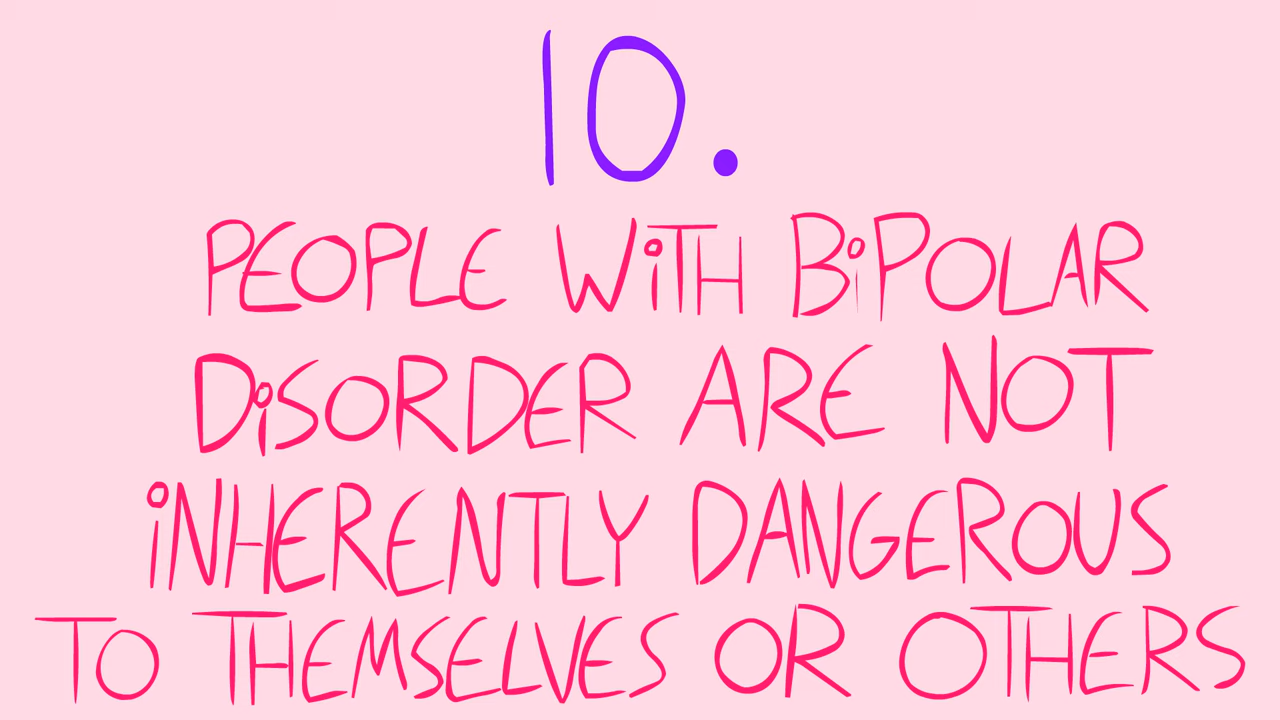 10.
PEOPLE WiTH BiPOLAR
DiSORDER ARE NOT
iNHERENTLY DANGEROUS
TO THEMSELVES OR OTHERS